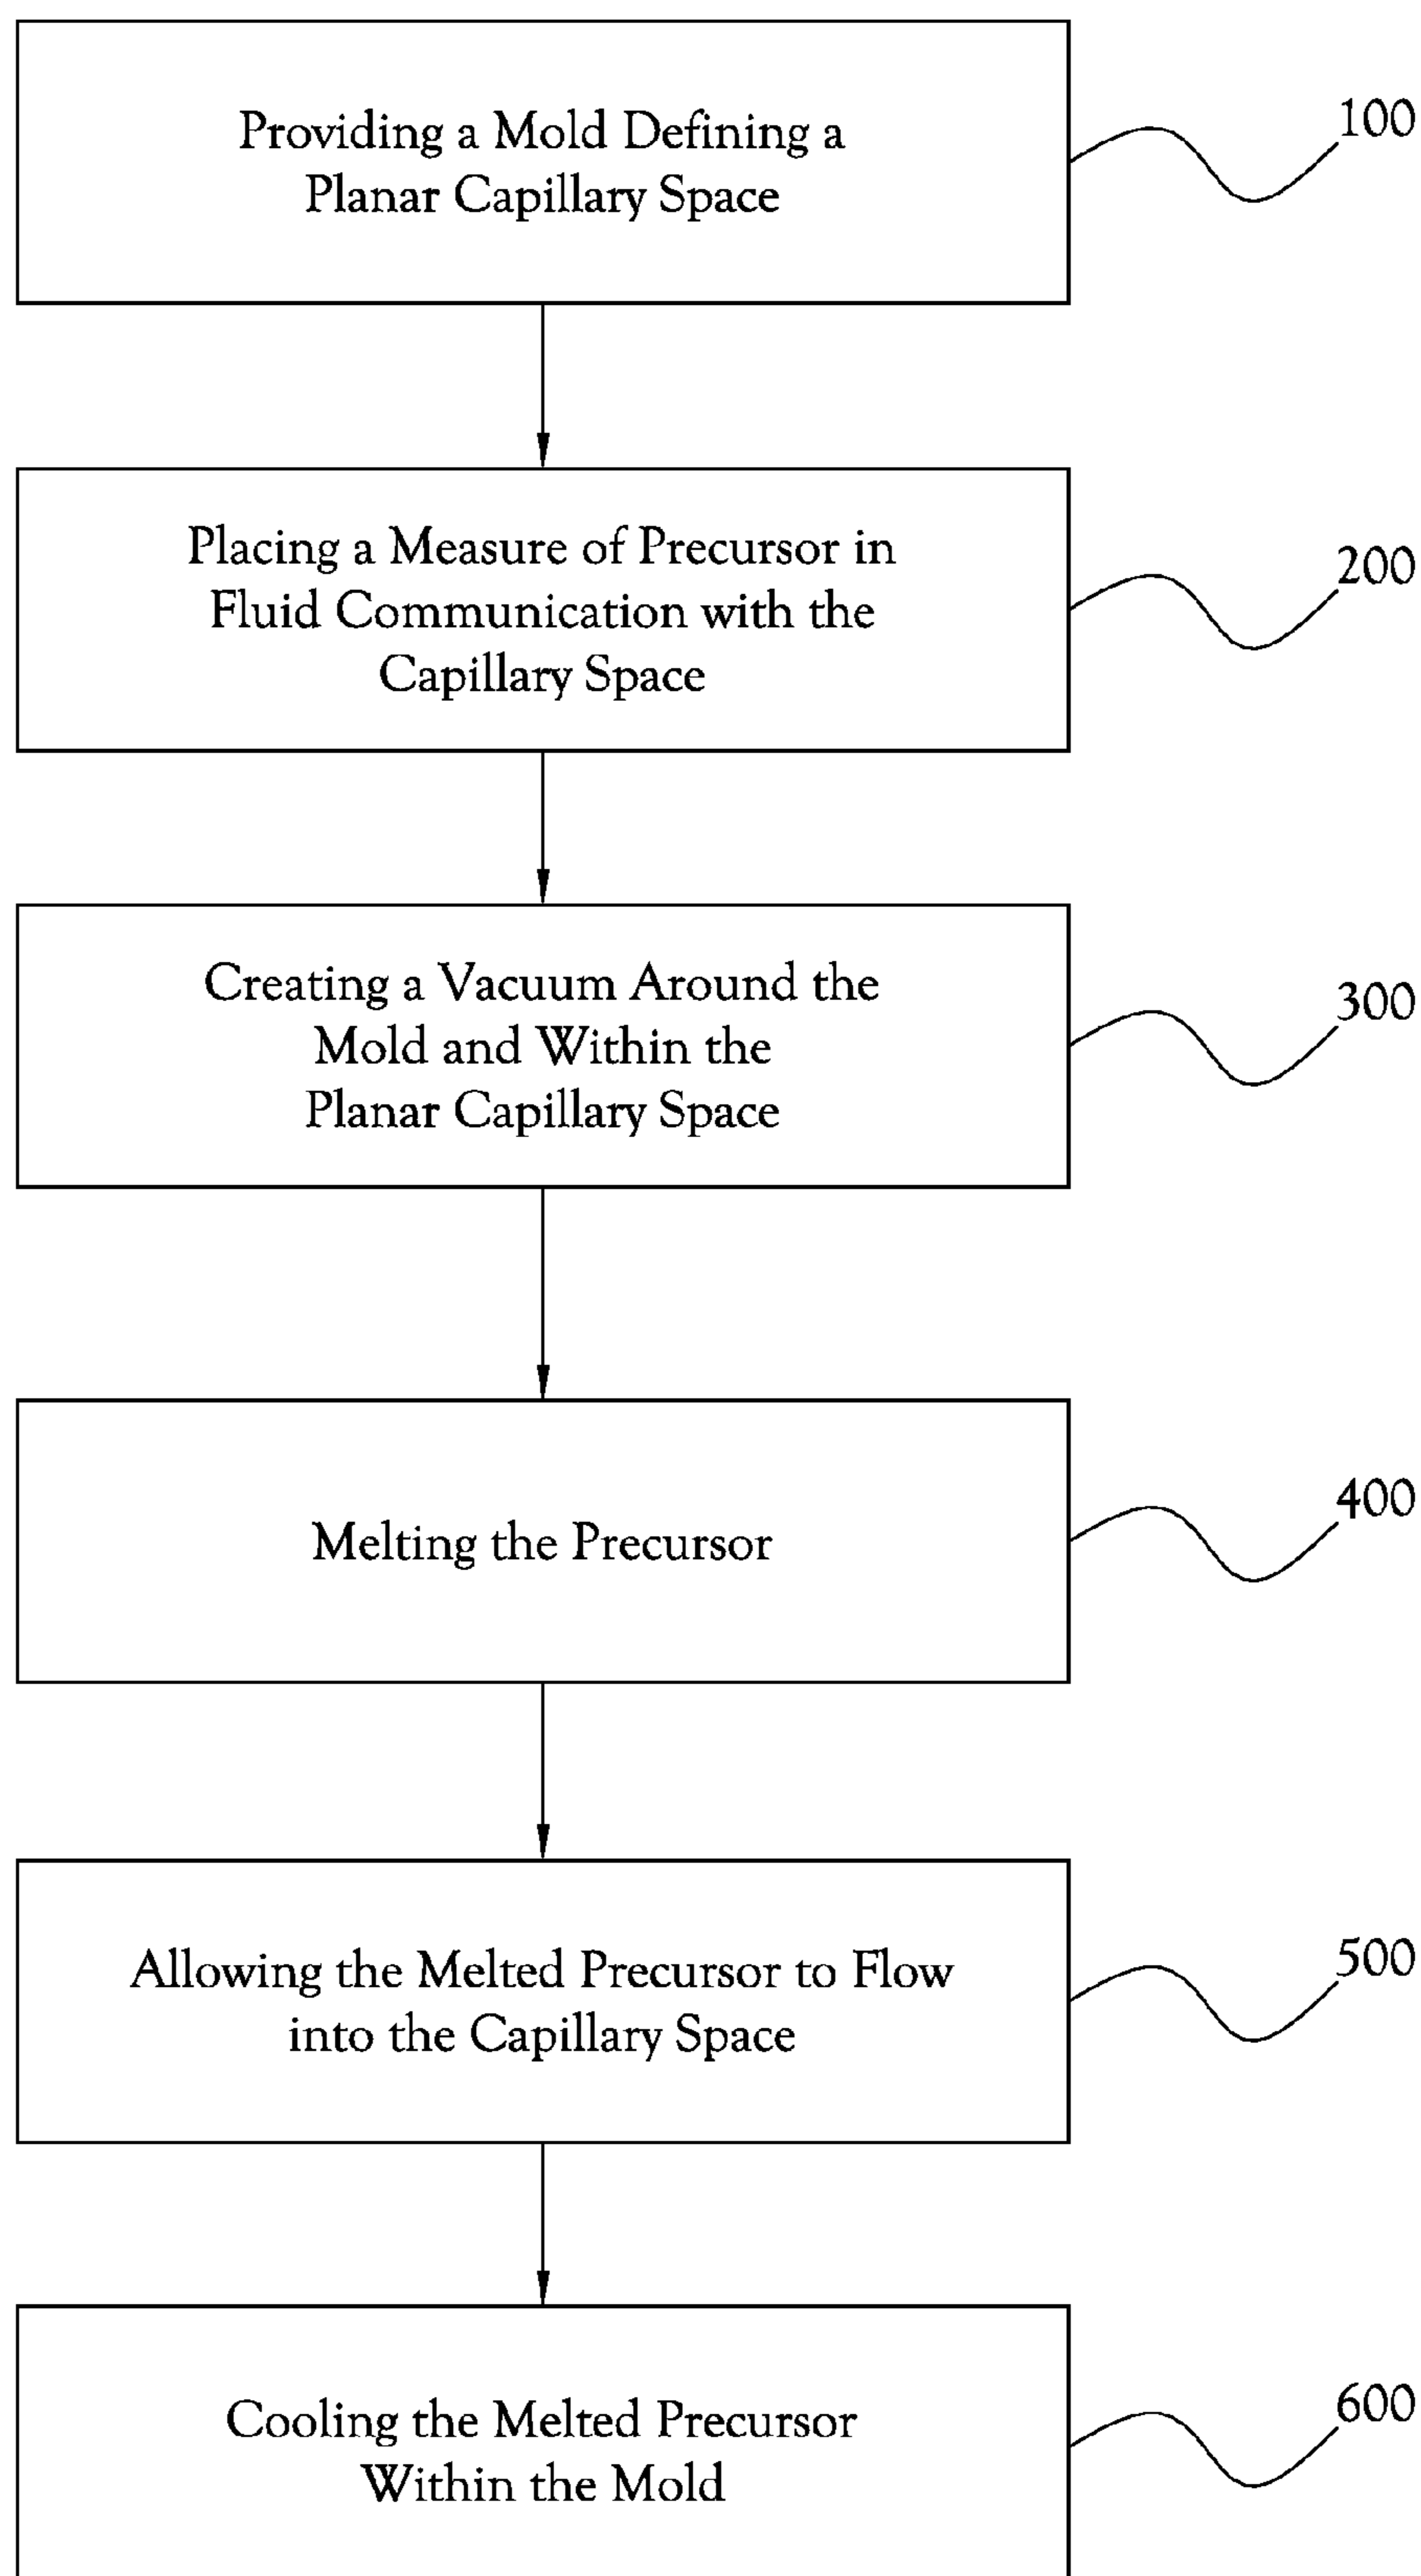 Providing a Mold Defining a
Planar Capillary Space
100
Placing a Measure of Precursor in
Fluid Communication with the
Capillary Space
200
Creating a Vacuum Around the
Mold and Within the
Planar Capillary Space
300
Melting the Precursor
400
Allowing the Melted Precursor to Flow
into the Capillary Space
500
Cooling the Melted Precursor
Within the Mold
600